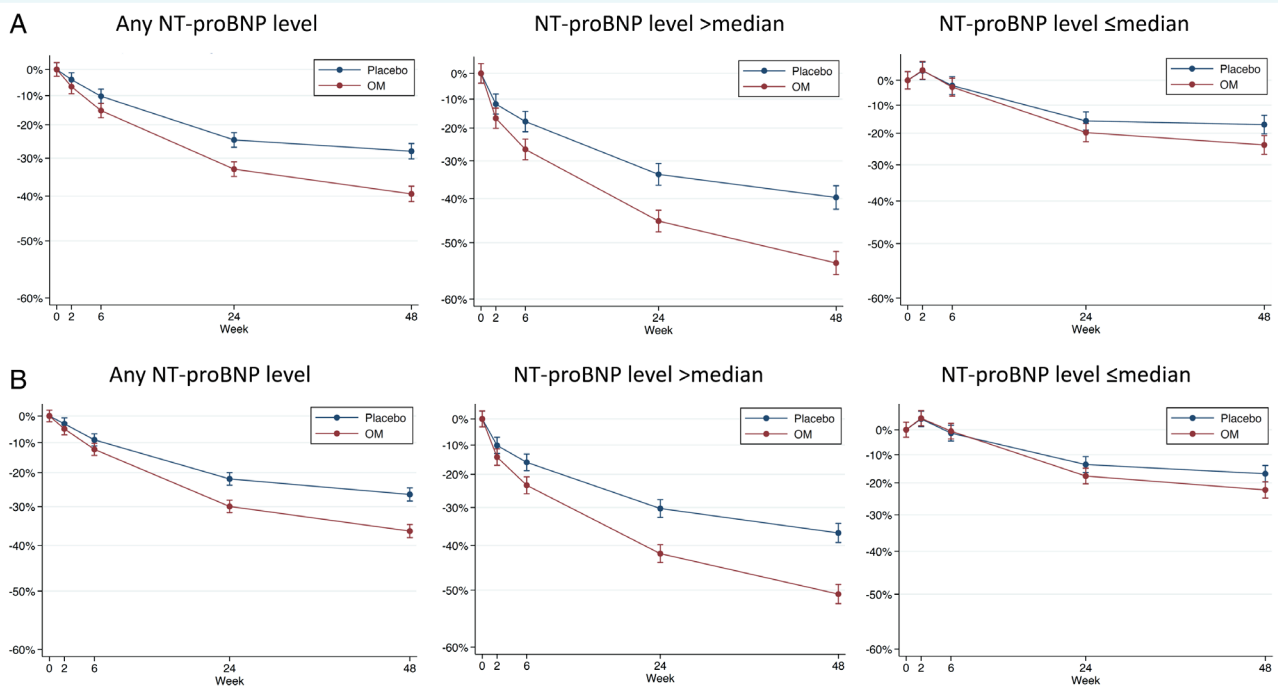 A
Any NT-proBNP level
NT-proBNP level >median
NT-proBNP level ≤median
0%
-10%
-20%
-30%
-40%
-50%
-60%
Placebo
OM
0 2 6 24 48
Week
0%
-10%
-20%
-30%
-40%
-50%
-60%
Placebo
OM
0 2 6 24 48
Week
0%
-10%
-20%
-30%
-40%
-50%
-60%
Placebo
OM
0 2 6 24 48
Week
B
Any NT-proBNP level
NT-proBNP level >median
NT-proBNP level ≤median
0%
-10%
-20%
-30%
-40%
-50%
-60%
Placebo
OM
0 2 6 24 48
Week
0%
-10%
-20%
-30%
-40%
-50%
-60%
Placebo
OM
0 2 6 24 48
Week
0%
-10%
-20%
-30%
-40%
-50%
-60%
Placebo
OM
0 2 6 24 48
Week